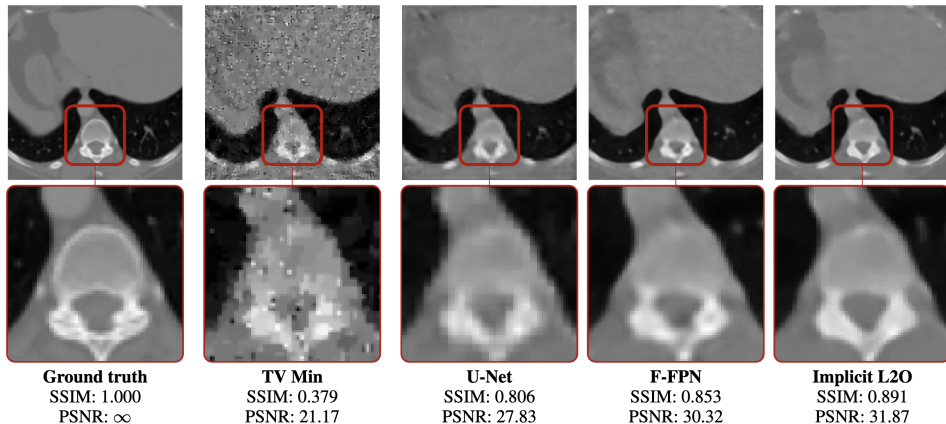 Ground truth
SSIM: 1.000
PSNR: ∞
TV Min
SSIM: 0.379
PSNR: 21.17
U-Net
SSIM: 0.806
PSNR: 27.83
F-FPN
SSIM: 0.853
PSNR: 30.32
Implicit L2O
SSIM: 0.891
PSNR: 31.87